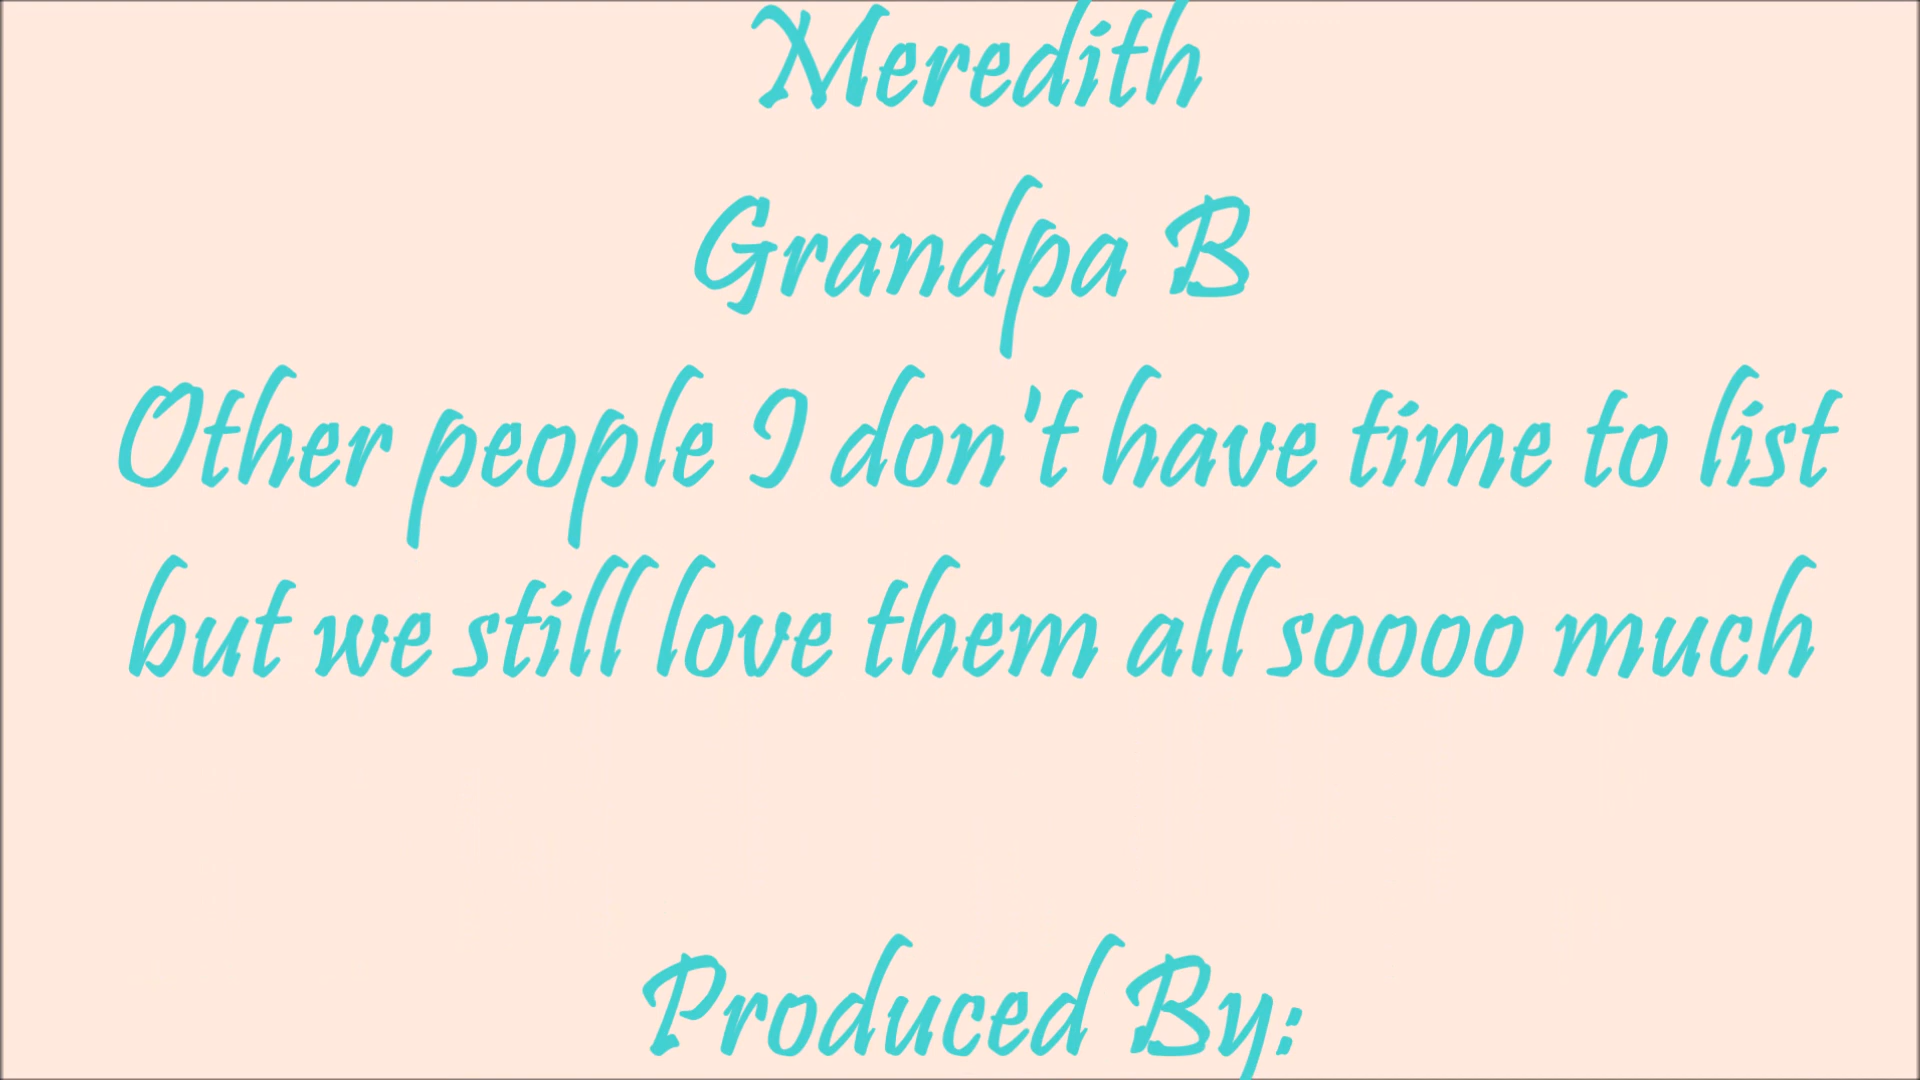 Meredith
Grandpa B
Other people I don't have time to list
but we still love them all soooo much
Produced By: